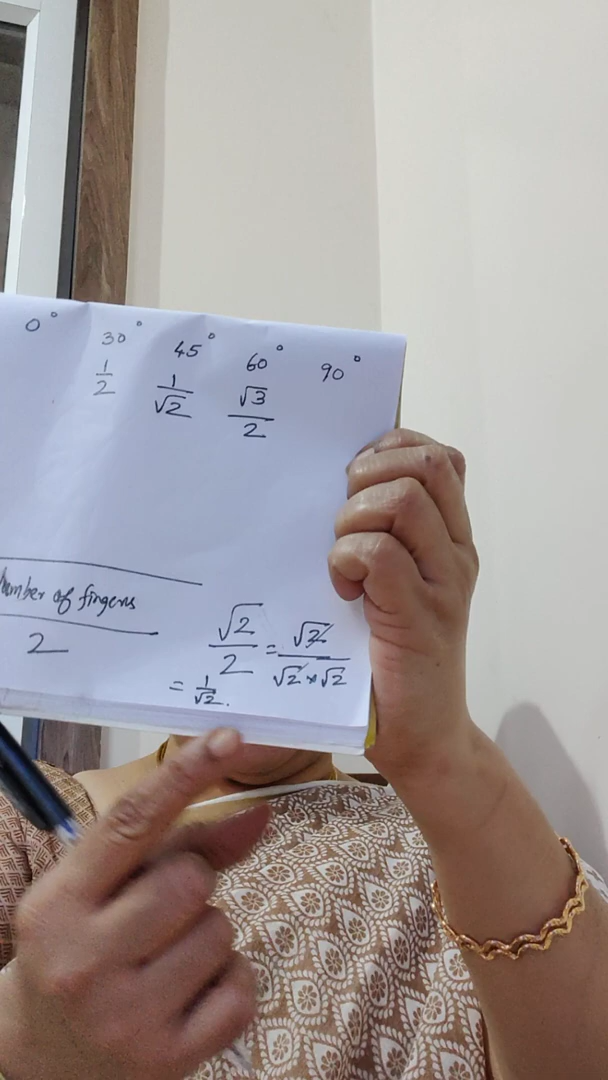 0° 30° 45° 60° 90°
1/2 1/√2 √3/2
number of fingers
2
√2/2 = √2/√2×√2
= 1/√2.